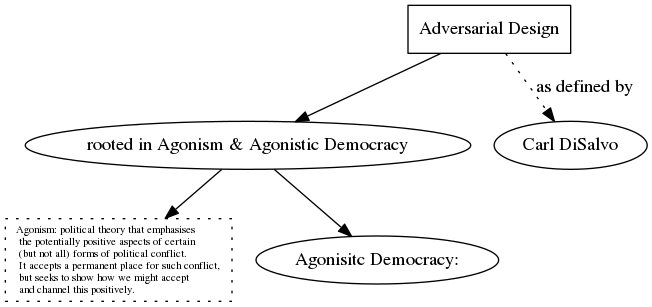 Adversarial Design
as defined by
rooted in Agonism & Agonistic Democracy
Carl DiSalvo
Agonism: political theory that emphasises
the potentially positive aspects of certain
(but not all) forms of political conflict.
It accepts a permanent place for such conflict,
but seeks to show how we might accept
and channel this positively.
Agonisitc Democracy: